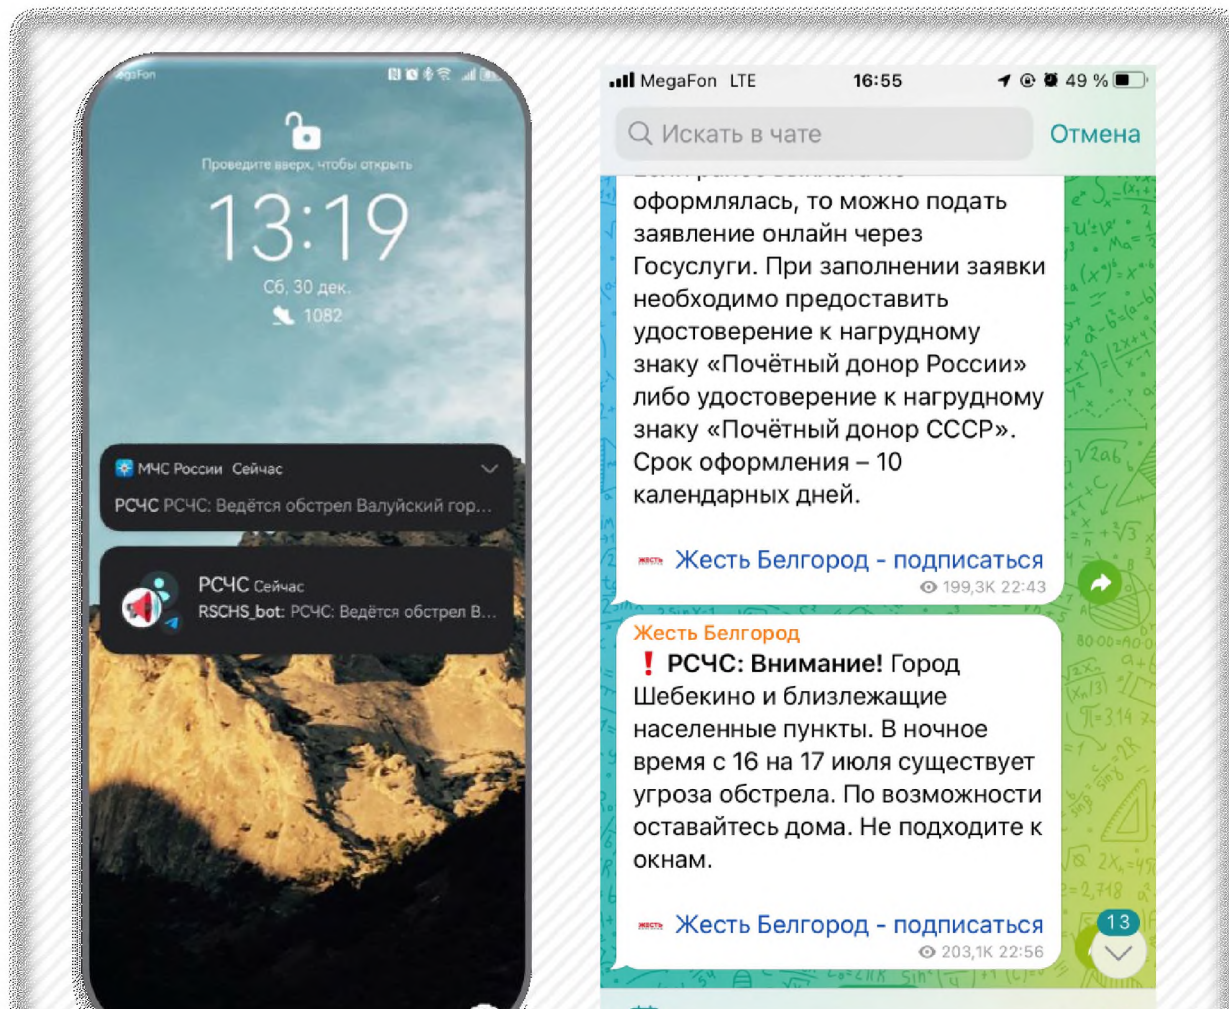 MegaFon
Проведите вверх, чтобы открыть
13:19
Сб, 30 дек.
1082
МЧС России Сейчас
РСЧС РСЧС: Ведётся обстрел Валуйский гор...
РСЧС Сейчас
RSCHS_bot: РСЧС: Ведётся обстрел В...
MegaFon LTE 16:55 49 %
Искать в чате Отмена
оформлялась, то можно подать
заявление онлайн через
Госуслуги. При заполнении заявки
необходимо предоставить
удостоверение к нагрудному
знаку «Почётный донор России»
либо удостоверение к нагрудному
знаку «Почётный донор СССР».
Срок оформления – 10
календарных дней.
жесть Жесть Белгород - подписаться
199,3K 22:43
Жесть Белгород
❗ РСЧС: Внимание! Город
Шебекино и близлежащие
населенные пункты. В ночное
время с 16 на 17 июля существует
угроза обстрела. По возможности
оставайтесь дома. Не подходите к
окнам.
жесть Жесть Белгород - подписаться
203,1K 22:56
13